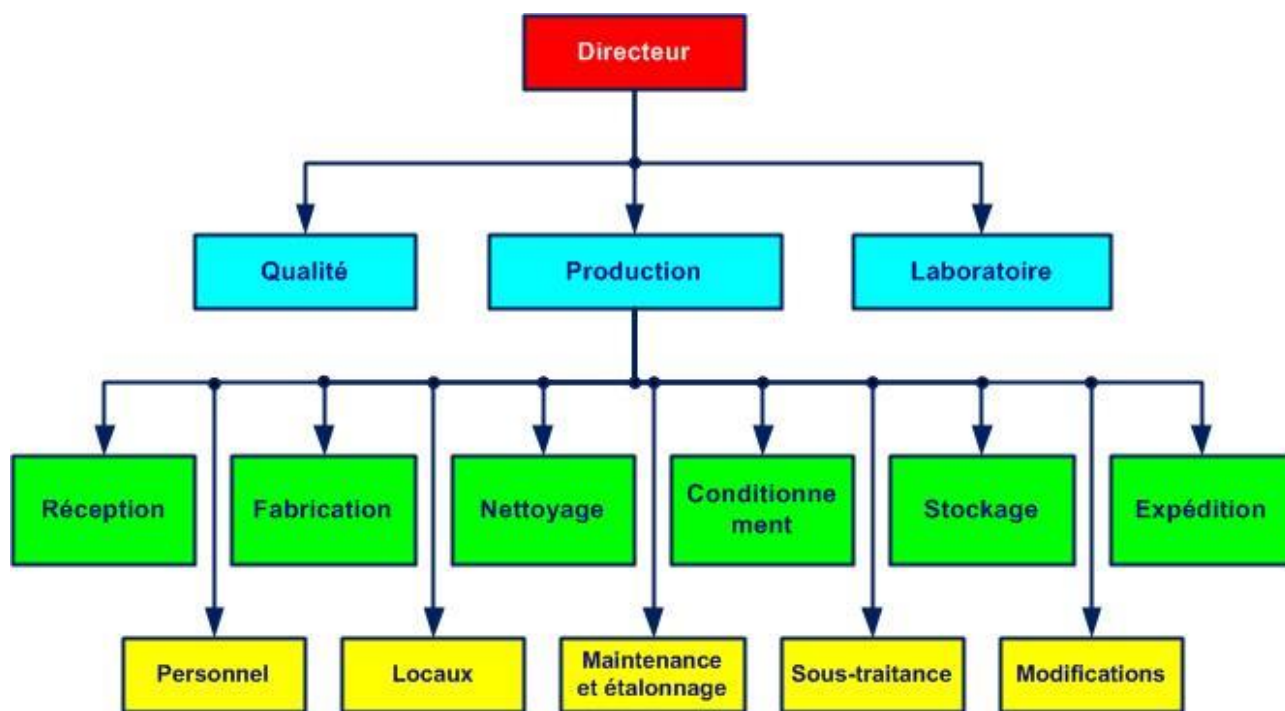 Directeur
Qualité
Production
Laboratoire
Réception
Fabrication
Nettoyage
Conditionne
ment
Stockage
Expédition
Personnel
Locaux
Maintenance
et étalonnage
Sous-traitance
Modifications